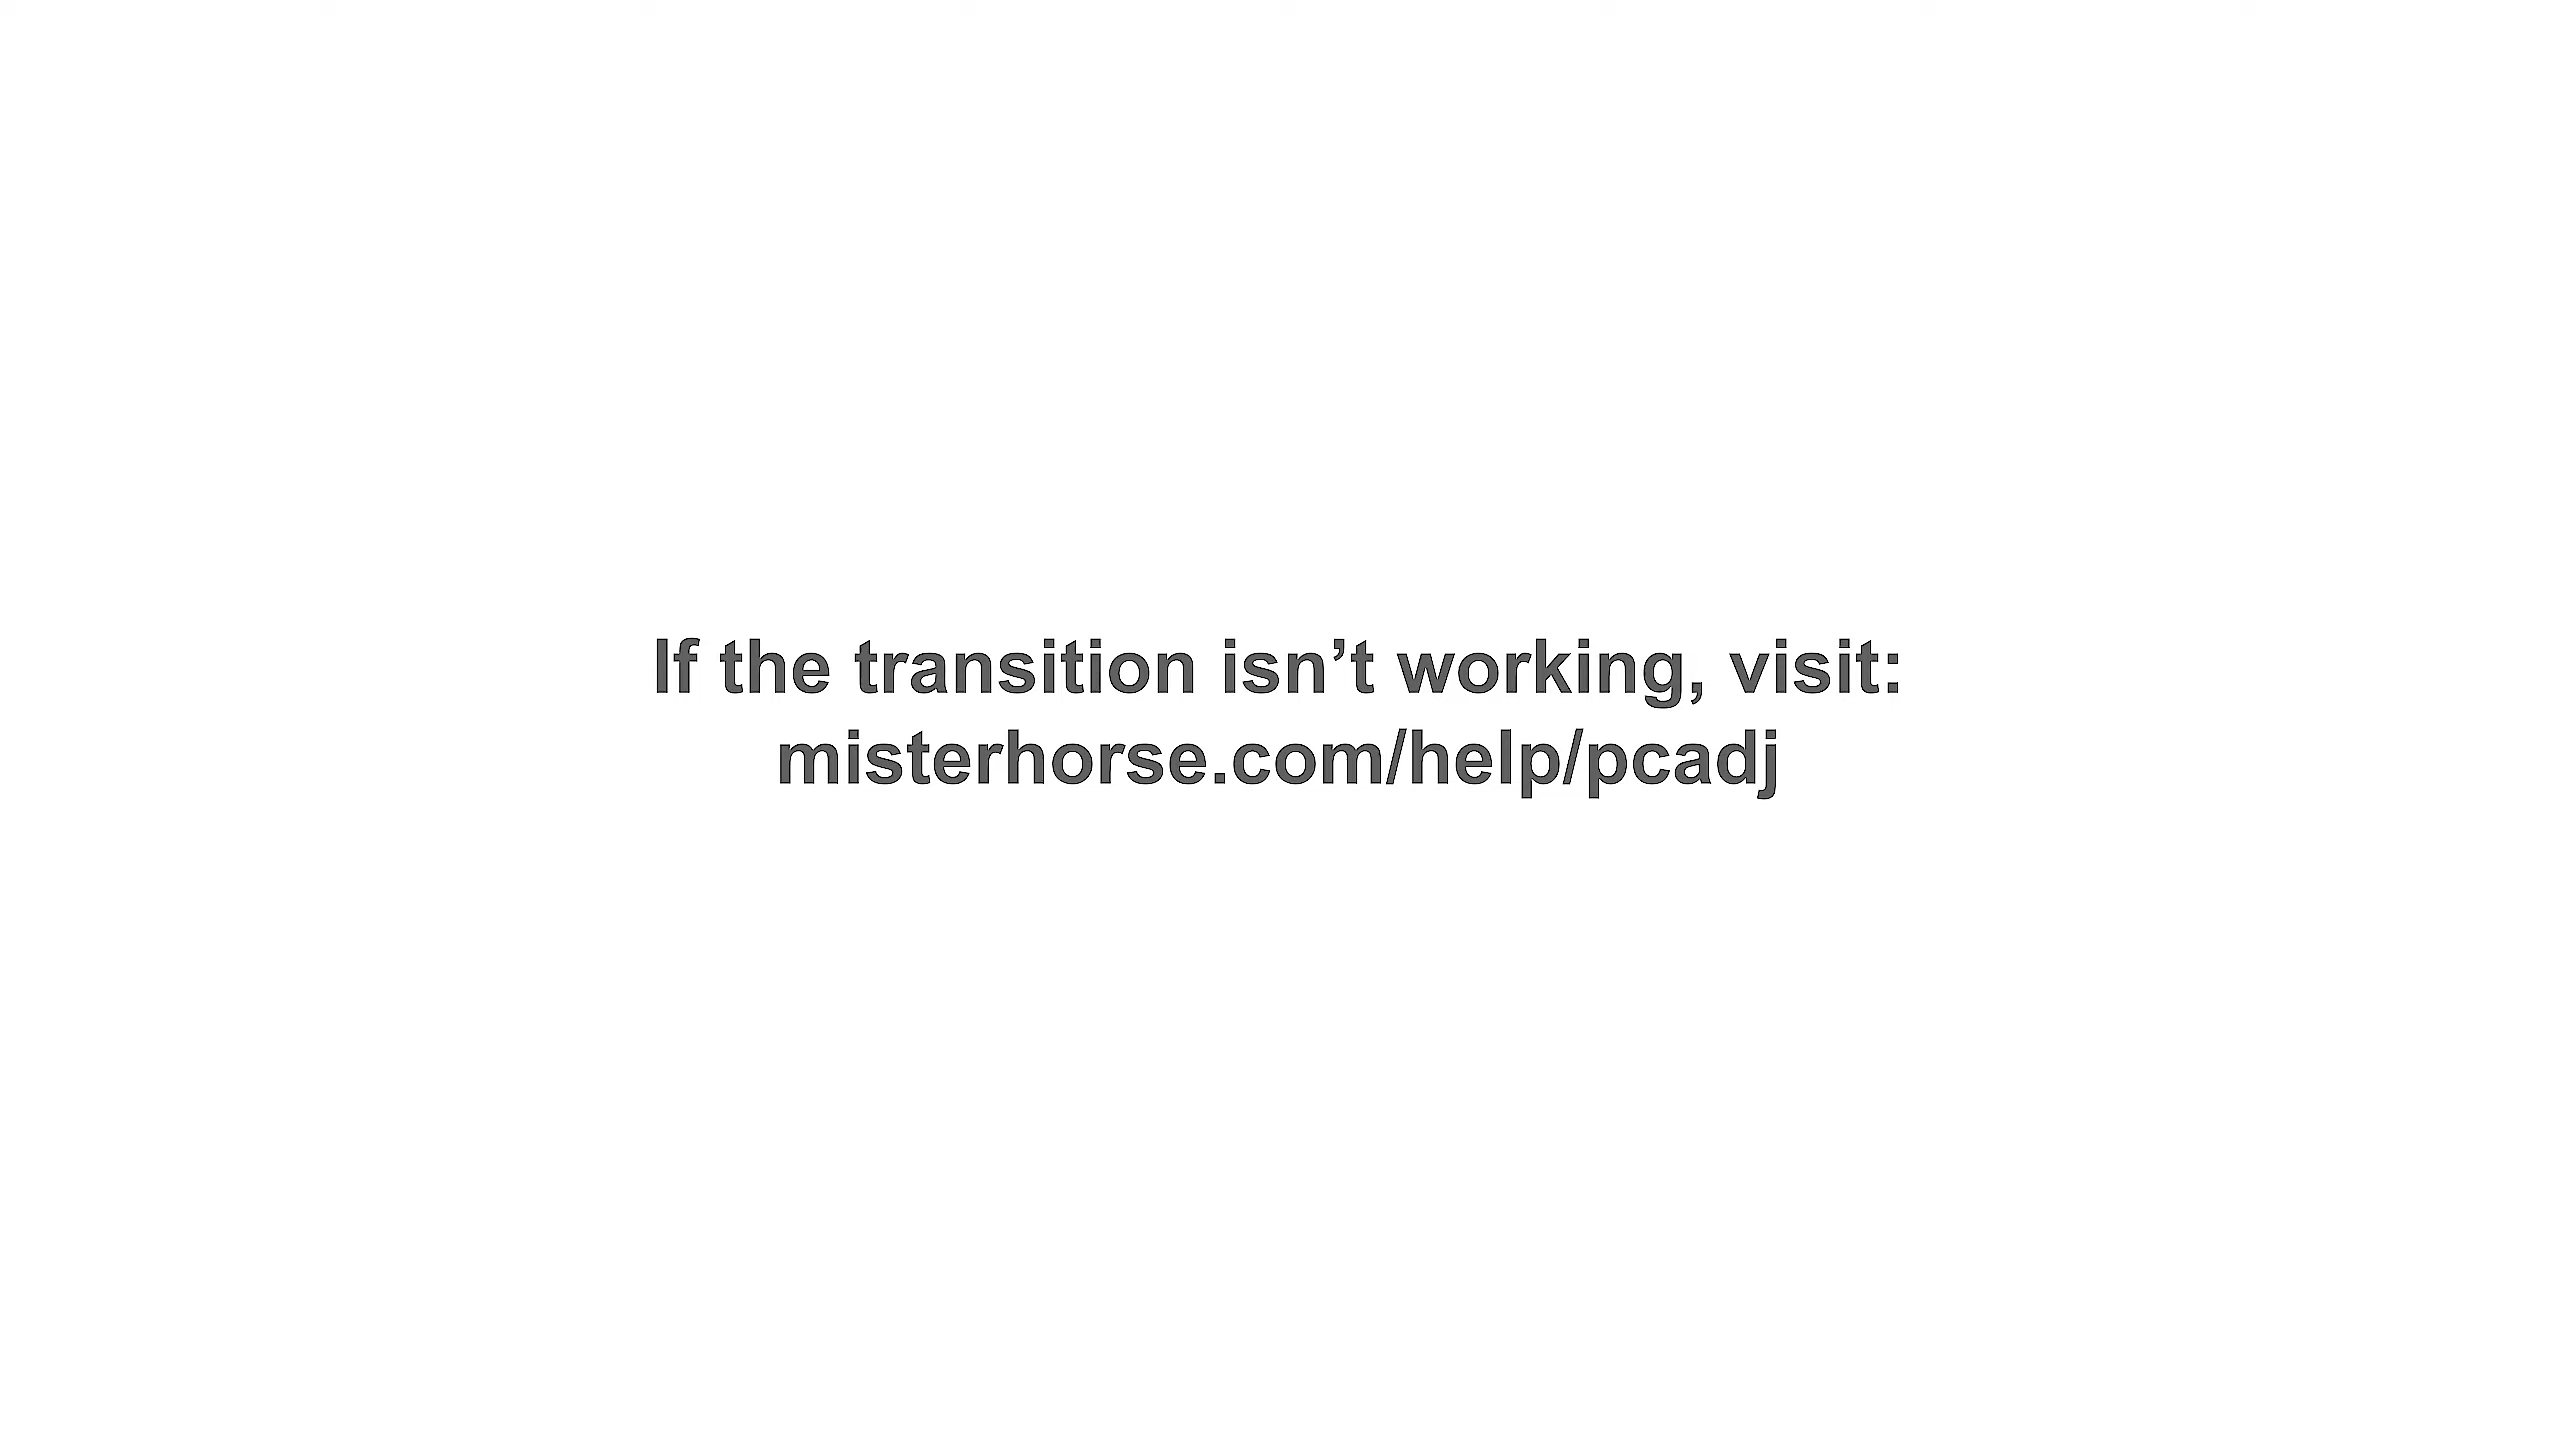 If the transition isn’t working, visit:
misterhorse.com/help/pcadj